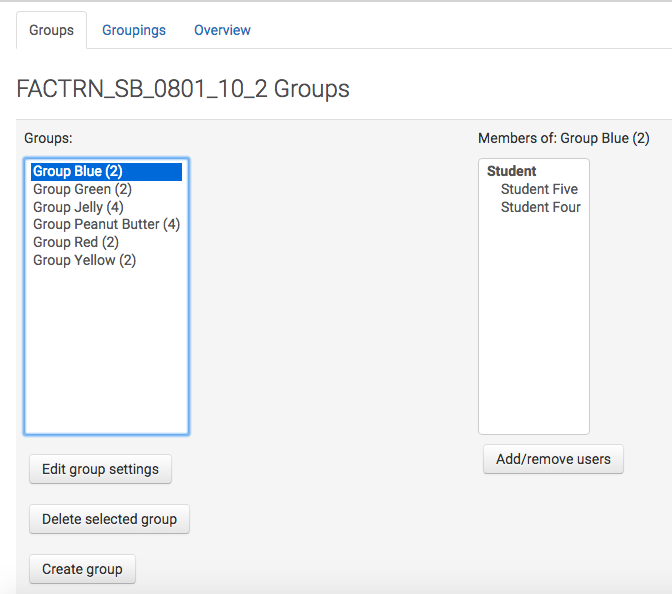 Groups Groupings Overview
FACTRN_SB_0801_10_2 Groups
Groups:
Group Blue (2)
Group Green (2)
Group Jelly (4)
Group Peanut Butter (4)
Group Red (2)
Group Yellow (2)
Edit group settings
Delete selected group
Create group
Members of: Group Blue (2)
Student
Student Five
Student Four
Add/remove users